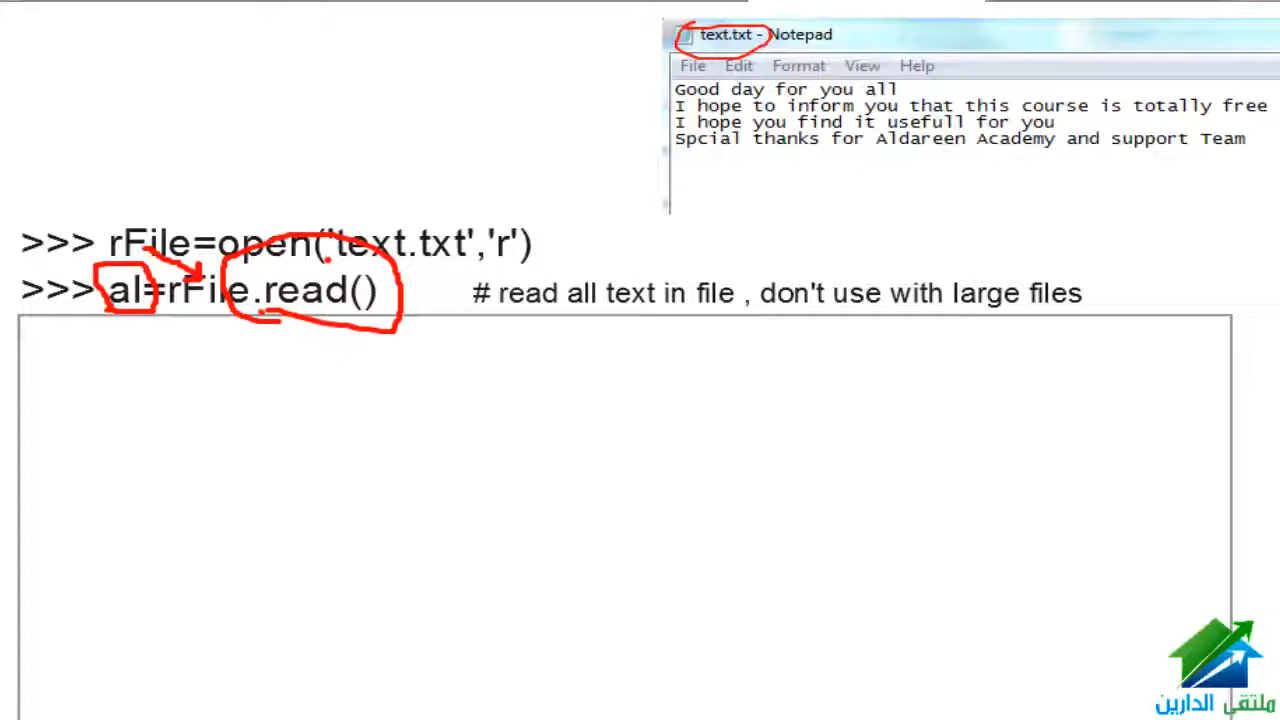 text.txt - Notepad
File Edit Format View Help
Good day for you all
I hope to inform you that this course is totally free
I hope you find it usefull for you
Spcial thanks for Aldareen Academy and support Team
>>> rFile=open('text.txt','r')
>>> al=rFile.read() # read all text in file , don't use with large files
ملتقى الدارين